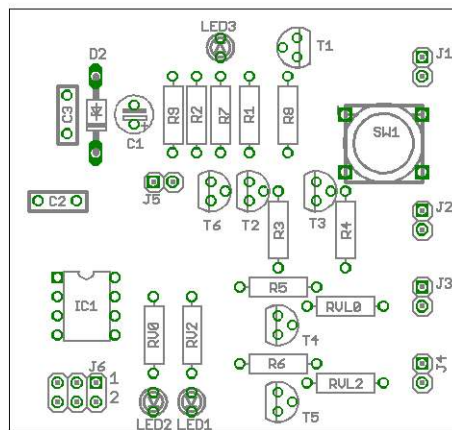 LED3
T1
J1
D2
C3
C1
R9
R2
R7
R1
R8
SW1
J5
C2
T6
T2
T3
J2
R3
R4
R5
J3
RVL0
IC1
RV0
RV2
T4
J6
1
2
R6
J4
RVL2
T5
LED2
LED1